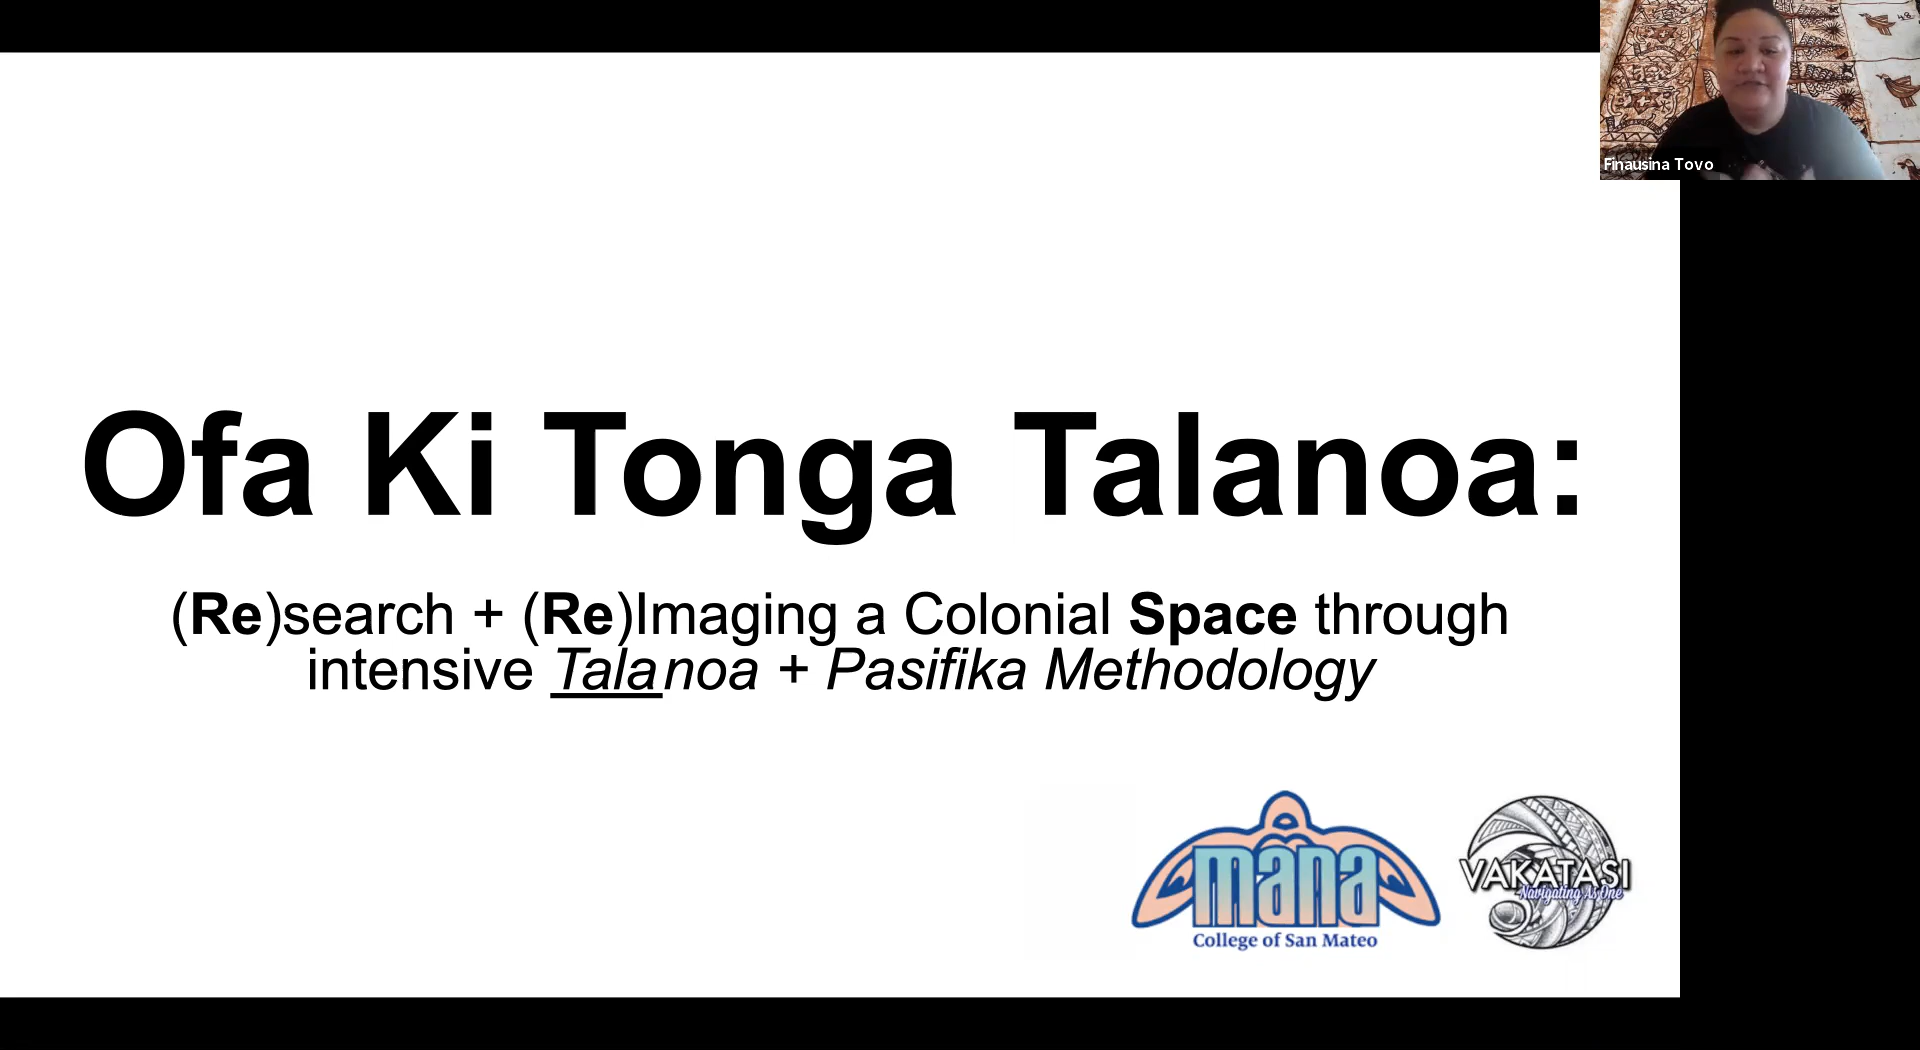 Finausina Tovo
Ofa Ki Tonga Talanoa:
(Re)search + (Re)Imaging a Colonial Space through
intensive Talanoa + Pasifika Methodology
mana
College of San Mateo
VAKATASI
Navigating As One